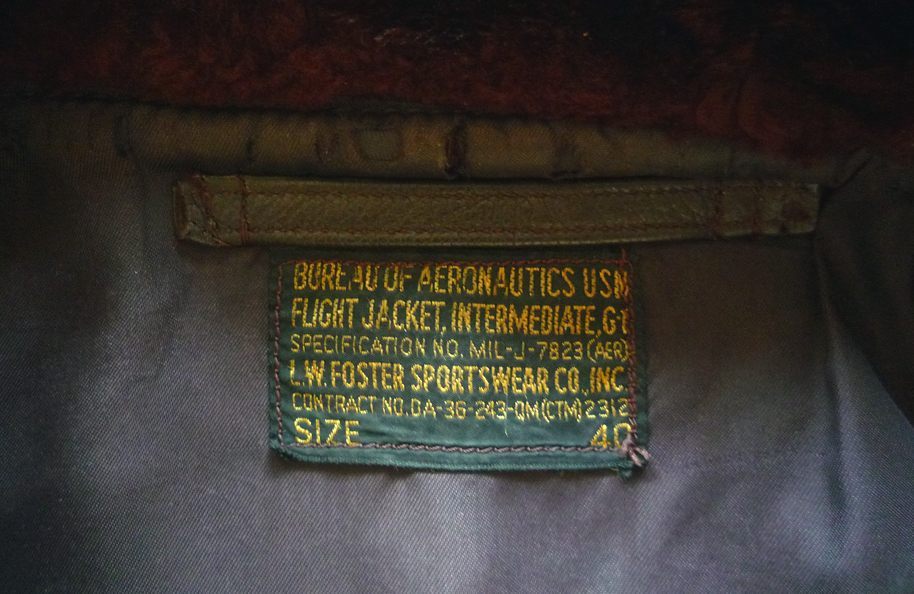 BUREAU OF AERONAUTICS USN
FLIGHT JACKET, INTERMEDIATE, G1
SPECIFICATION NO. MIL-J-7823(AER)
L.W. FOSTER SPORTSWEAR CO., INC.
CONTRACT NO. DA-36-243-QM(CTM)2312
SIZE 40